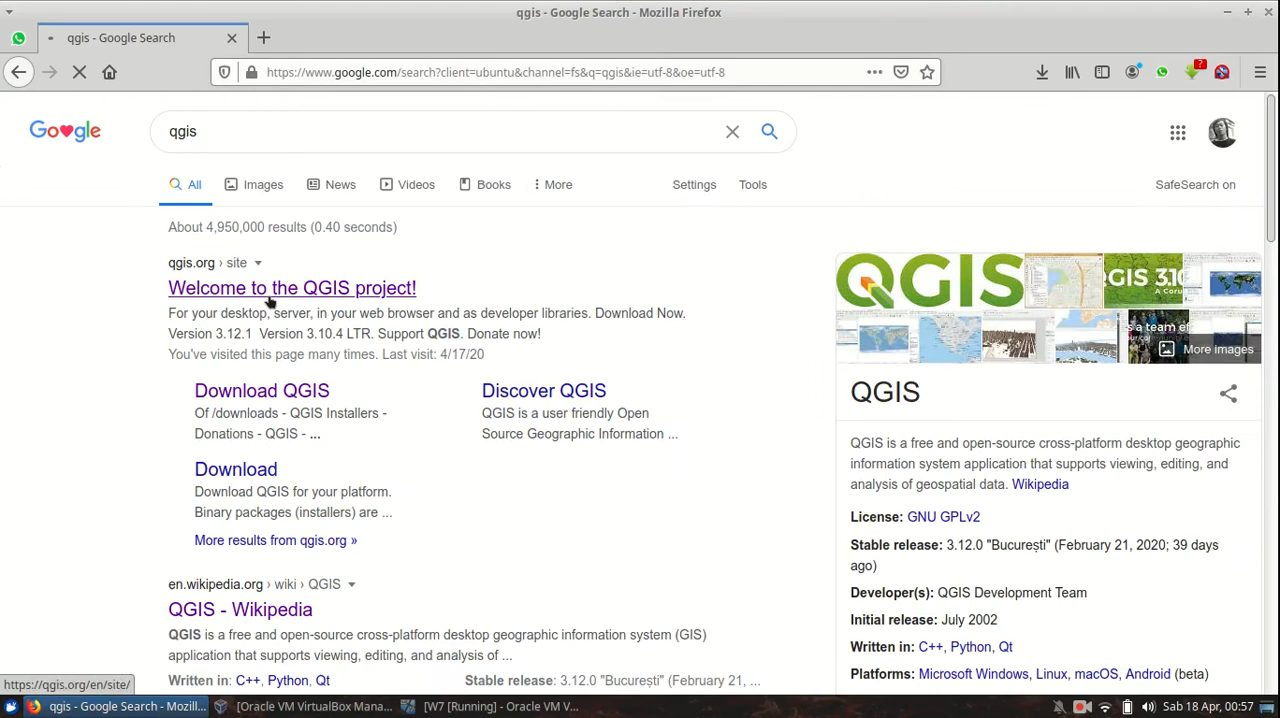 qgis - Google Search - Mozilla Firefox
qgis - Google Search
https://www.google.com/search?client=ubuntu&channel=fs&q=qgis&ie=utf-8&oe=utf-8
?
Go gle
qgis
All Images News Videos Books More Settings Tools
SafeSearch on
About 4,950,000 results (0.40 seconds)
qgis.org › site
Welcome to the QGIS project!
For your desktop, server, in your web browser and as developer libraries. Download Now.
Version 3.12.1 Version 3.10.4 LTR. Support QGIS. Donate now!
You've visited this page many times. Last visit: 4/17/20
Download QGIS
Of /downloads - QGIS Installers -
Donations - QGIS - ...
Discover QGIS
QGIS is a user friendly Open
Source Geographic Information ...
Download
Download QGIS for your platform.
Binary packages (installers) are ...
More results from qgis.org »
en.wikipedia.org › wiki › QGIS
QGIS - Wikipedia
QGIS is a free and open-source cross-platform desktop geographic information system (GIS)
application that supports viewing, editing, and analysis of ...
Written in: C++, Python, Qt Stable release: 3.12.0 "București" (February 21, ...
QGIS
GIS 3.10
A Coru
s a team of
More images
QGIS
QGIS is a free and open-source cross-platform desktop geographic
information system application that supports viewing, editing, and
analysis of geospatial data. Wikipedia
License: GNU GPLv2
Stable release: 3.12.0 "București" (February 21, 2020; 39 days
ago)
Developer(s): QGIS Development Team
Initial release: July 2002
Written in: C++, Python, Qt
Platforms: Microsoft Windows, Linux, macOS, Android (beta)
https://qgis.org/en/site/
qgis - Google Search - Mozill... [Oracle VM VirtualBox Mana... [W7 [Running] - Oracle VM V... Sab 18 Apr, 00:57